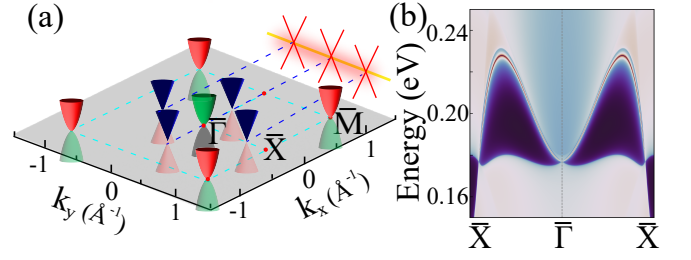 (a)
Γ̄
X̄
M̄
-1
0
1
k_y (Å⁻¹)
-1
0
1
k_x (Å⁻¹)
(b)
Energy (eV)
0.24
0.20
0.16
X̄
Γ̄
X̄